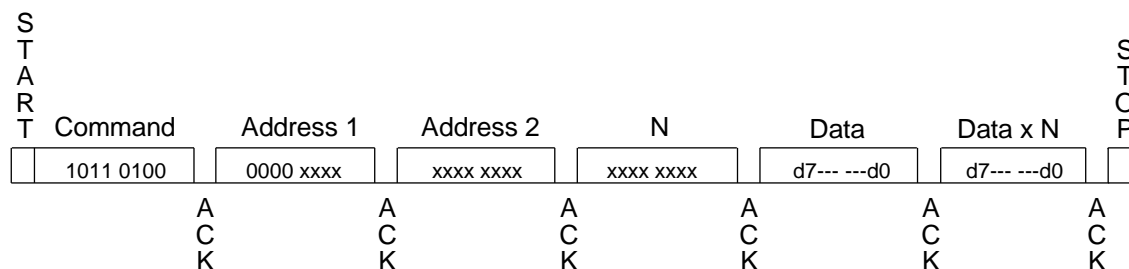 START
Command Address 1 Address 2 N Data Data x N
STOP
1011 0100 0000 xxxx xxxx xxxx xxxx xxxx d7--- ---d0 d7--- ---d0
ACK ACK ACK ACK ACK ACK